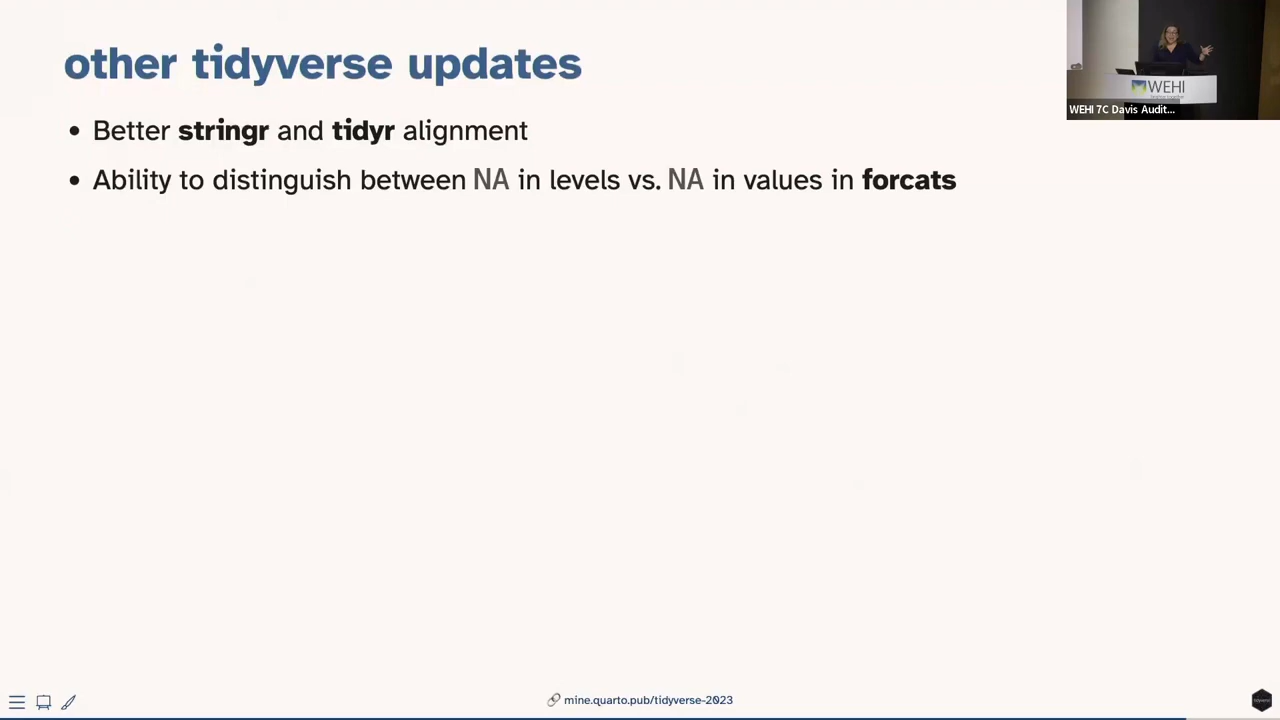 other tidyverse updates
WEHI
WEHI 7C Davis Audit...
• Better stringr and tidyr alignment
• Ability to distinguish between NA in levels vs. NA in values in forcats
mine.quarto.pub/tidyverse-2023